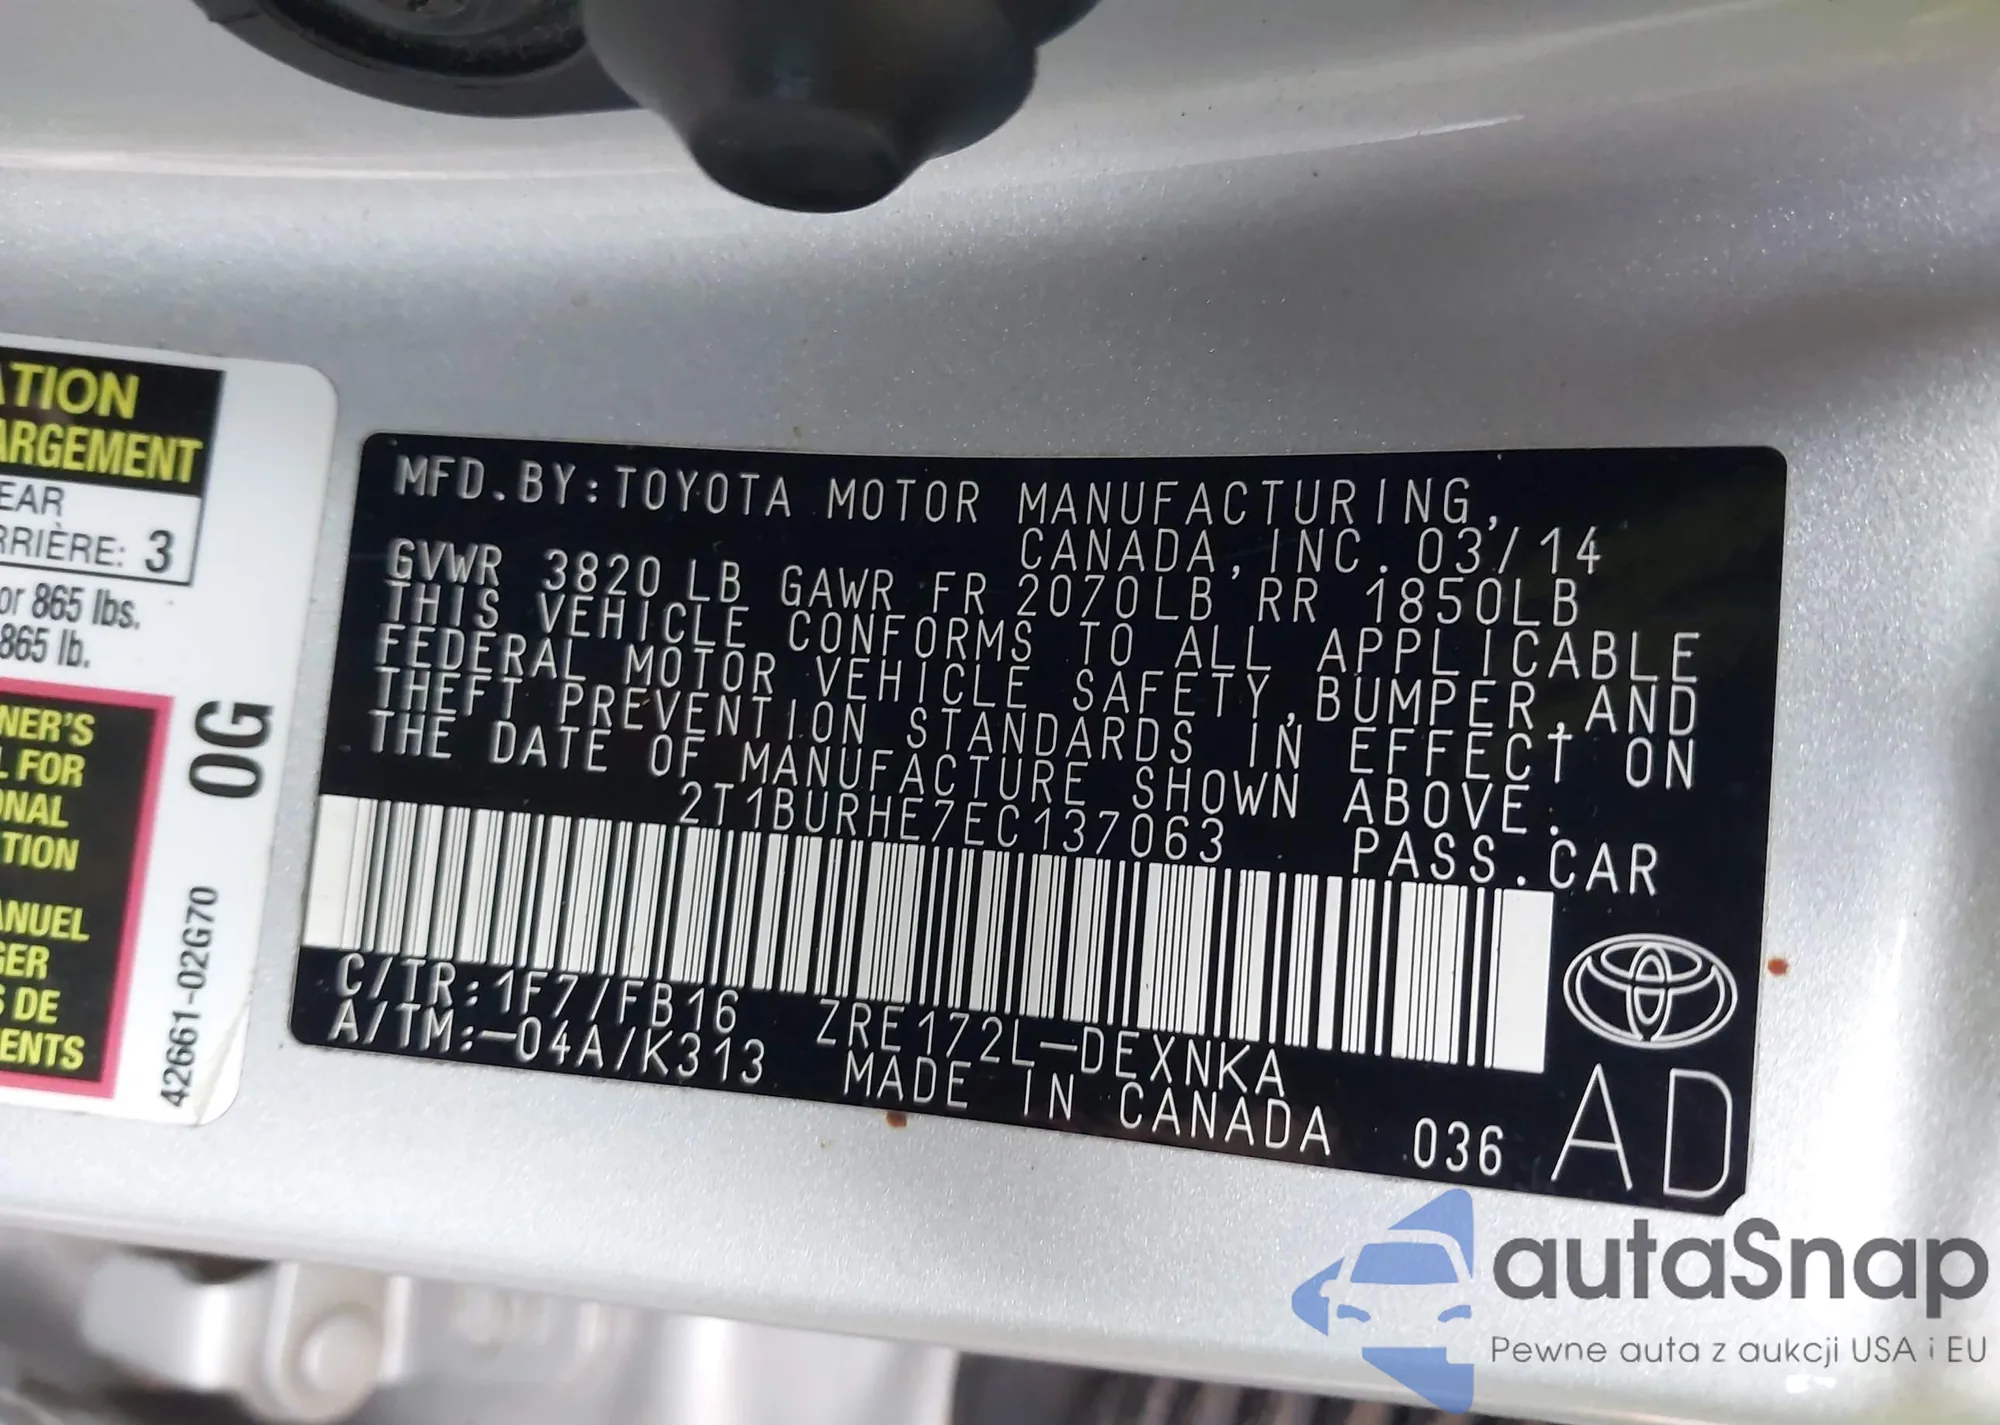 ATION
ARGEMENT
EAR
RRIÈRE: 3
or 865 lbs.
865 lb.
NER'S
L FOR
ONAL
TION
ANUEL
GER
S DE
ENTS
0G
42661-02G70
MFD.BY:TOYOTA MOTOR MANUFACTURING,
CANADA,INC. 03/14
GVWR 3820 LB GAWR FR 2070LB RR 1850LB
THIS VEHICLE CONFORMS TO ALL APPLICABLE
FEDERAL MOTOR VEHICLE SAFETY,BUMPER,AND
THEFT PREVENTION STANDARDS IN EFFECT ON
THE DATE OF MANUFACTURE SHOWN ABOVE.
2T1BURHE7EC137063 PASS.CAR
C/TR:1F7/FB16 ZRE172L-DEXNKA
A/TM:-04A/K313 MADE IN CANADA 036 AD
autaSnap
Pewne auta z aukcji USA i EU